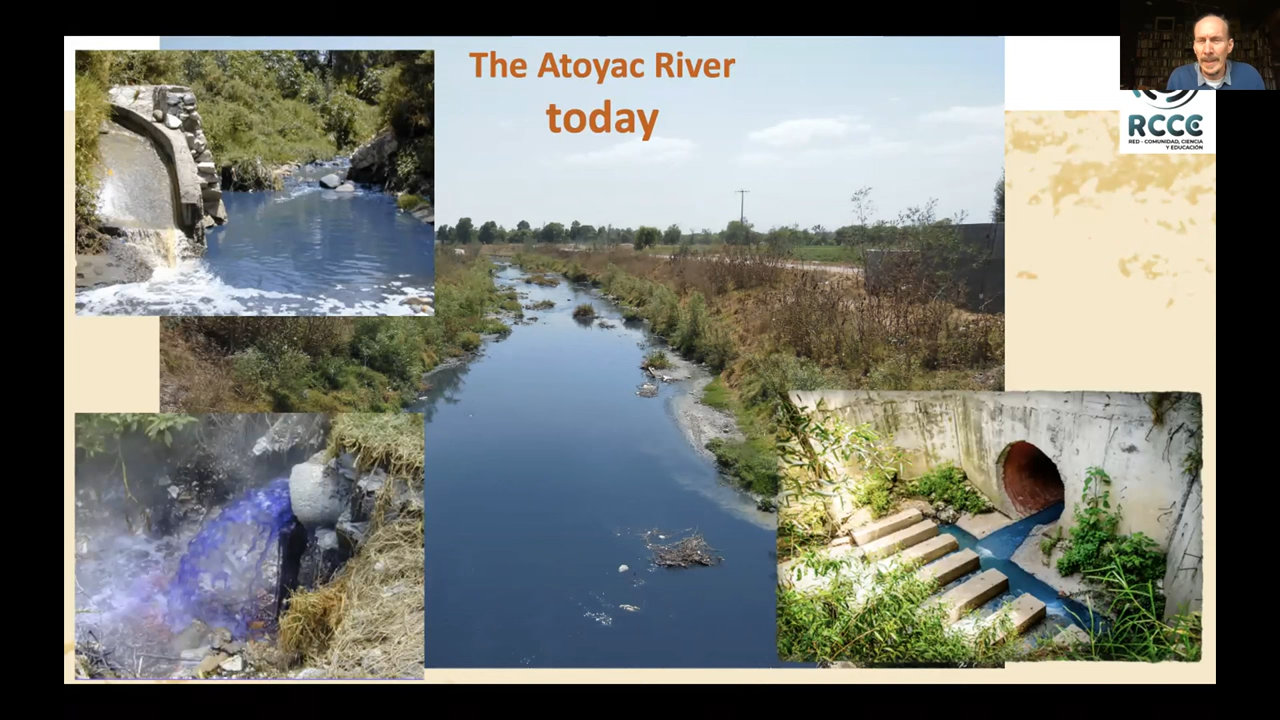 The Atoyac River
today
RCCE
RED - COMUNIDAD, CIENCIA
Y EDUCACIÓN